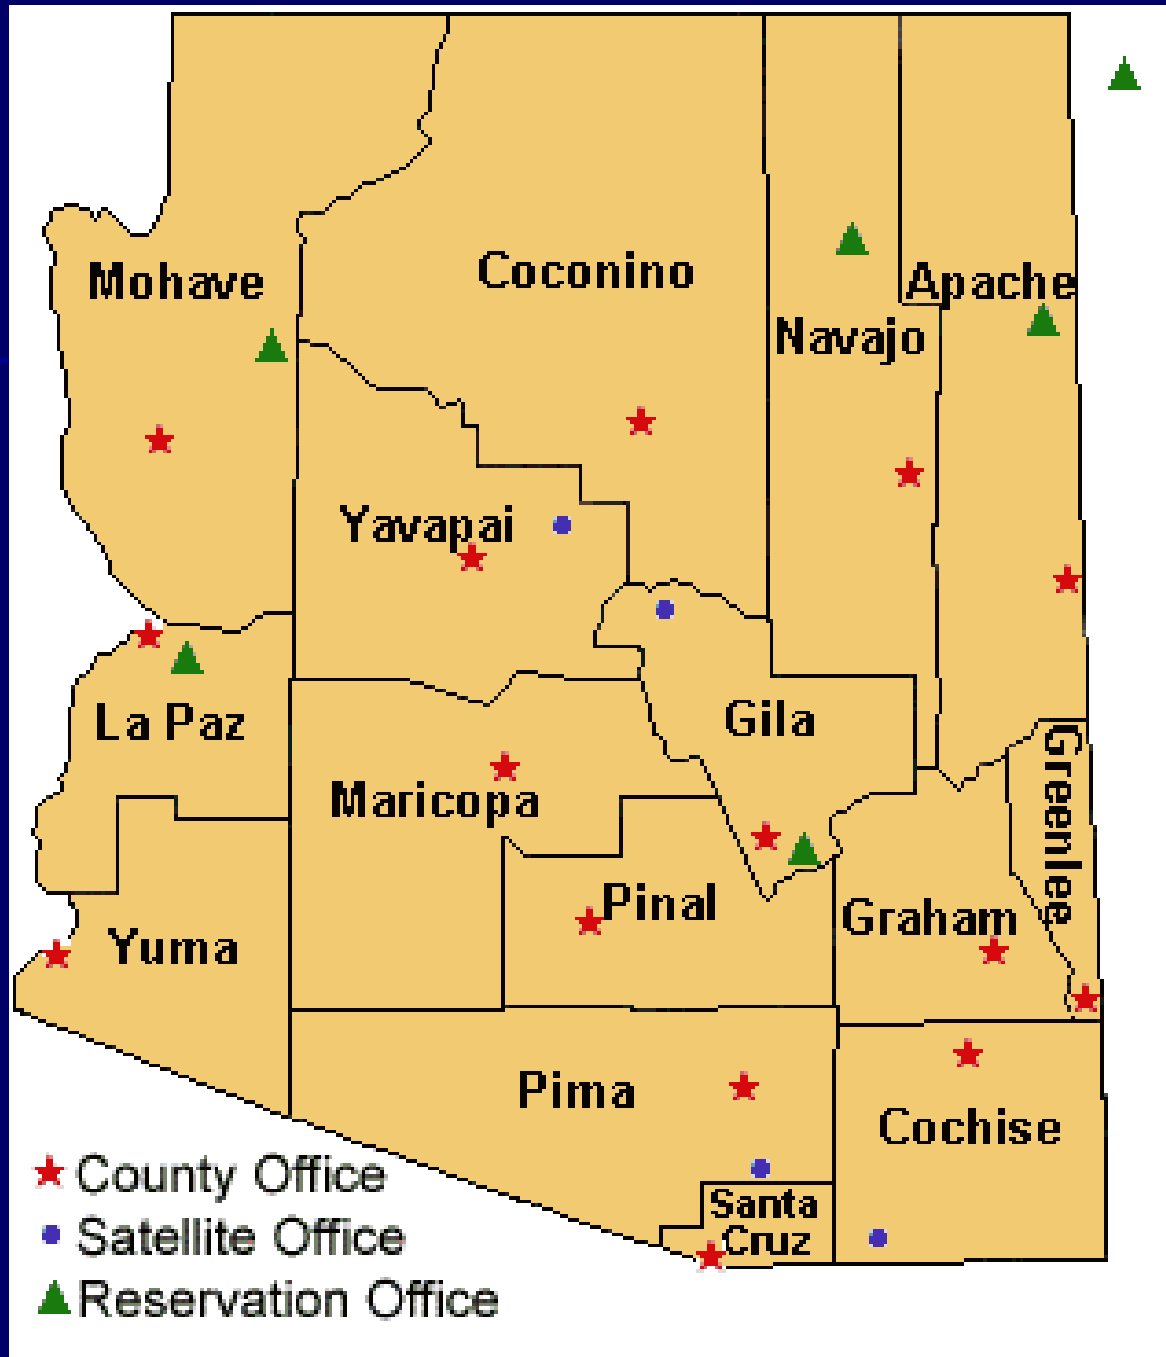 Mohave
Coconino
Apache
Navajo
Yavapai
La Paz
Gila
Greenlee
Maricopa
Pinal
Graham
Yuma
Pima
Cochise
Santa
Cruz
County Office
Satellite Office
Reservation Office